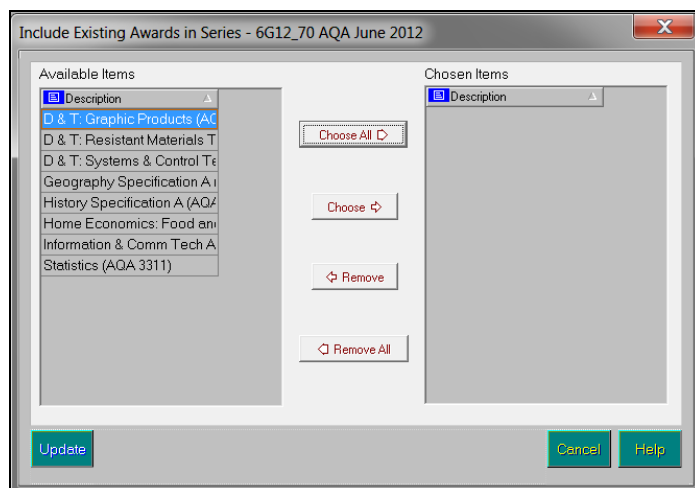 Include Existing Awards in Series - 6G12_70 AQA June 2012
Available Items
Description
D & T: Graphic Products (AC
D & T: Resistant Materials T
D & T: Systems & Control Te
Geography Specification A
History Specification A (AQA
Home Economics: Food and
Information & Comm Tech A
Statistics (AQA 3311)
Choose All
Choose
Remove
Remove All
Chosen Items
Description
Update
Cancel
Help